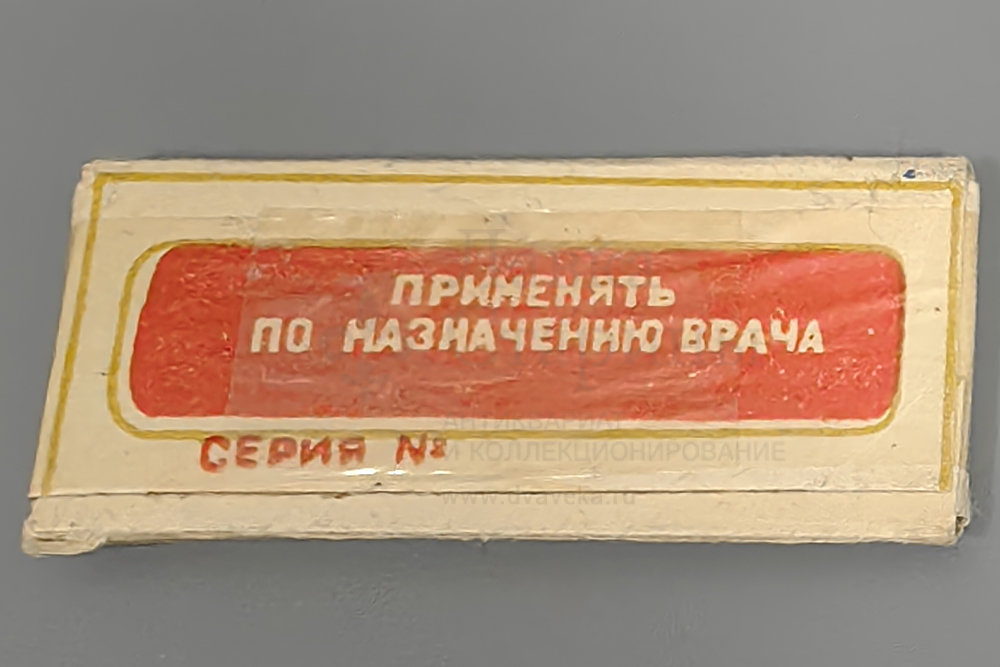 ПРИМЕНЯТЬ
ПО НАЗНАЧЕНИЮ ВРАЧА
СЕРИЯ №
АНТИКВАРИАТ
И КОЛЛЕКЦИОНИРОВАНИЕ
www.dvaveka.ru